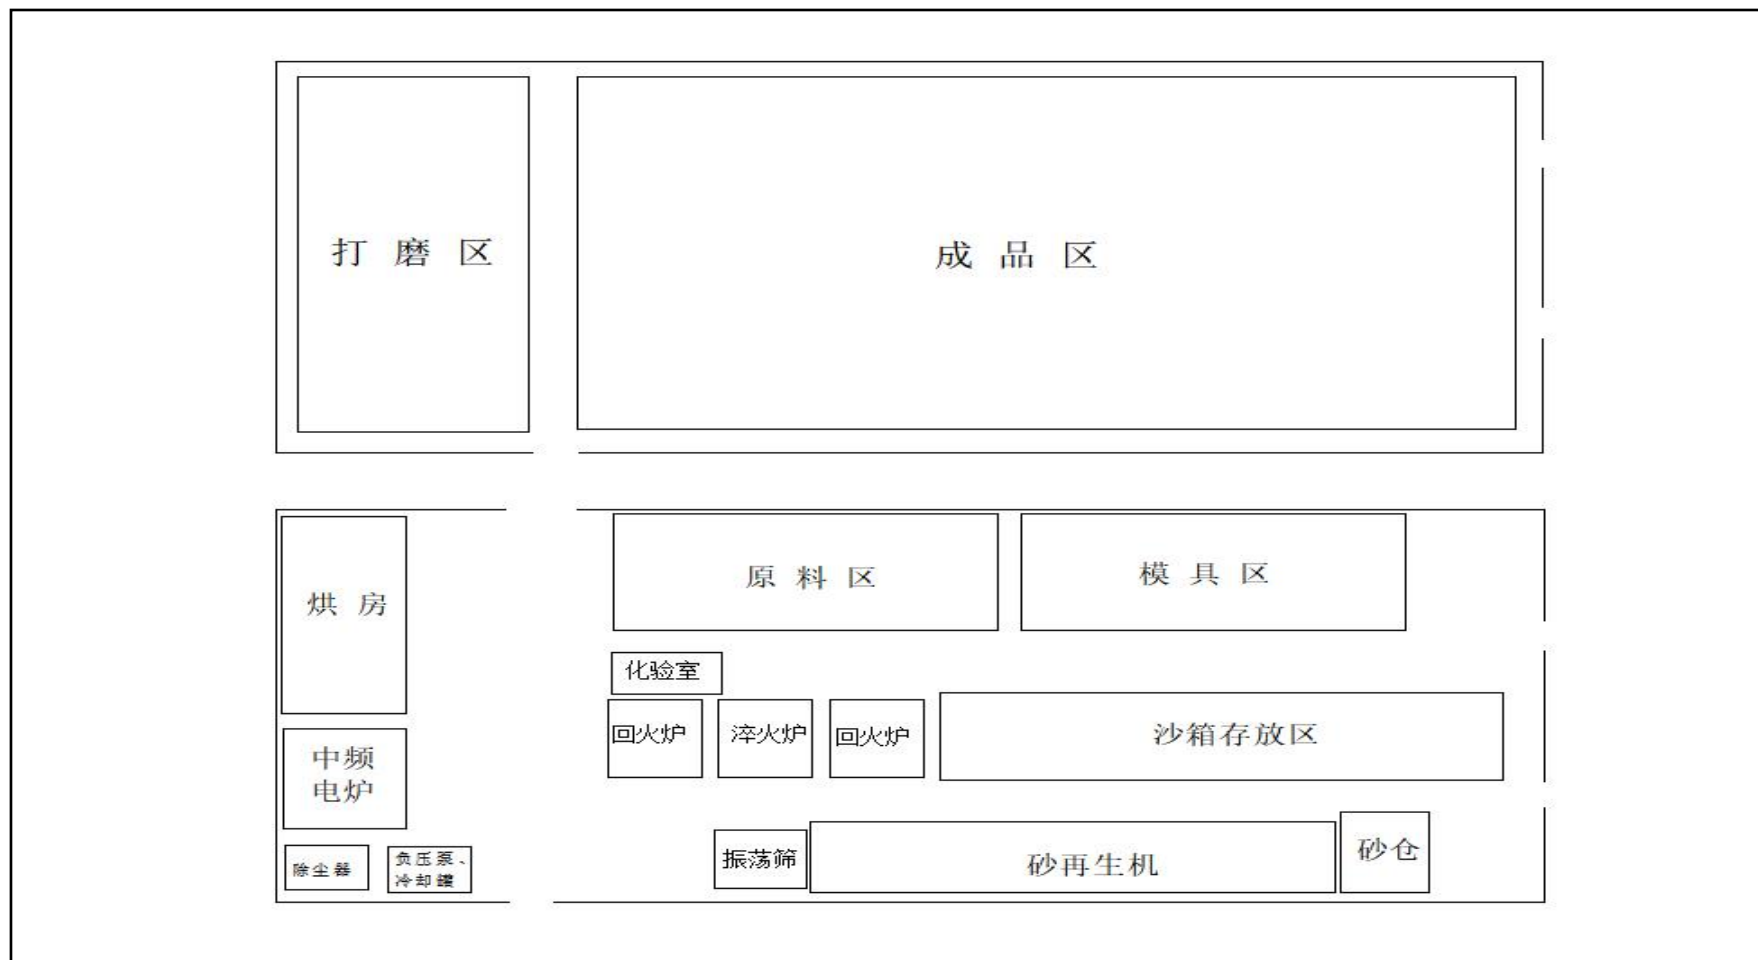 打 磨 区
成 品 区
烘 房
原 料 区
模 具 区
化验室
回火炉
淬火炉
回火炉
沙箱存放区
中频
电炉
除尘器
负压泵、
冷却罐
振荡筛
砂再生机
砂仓